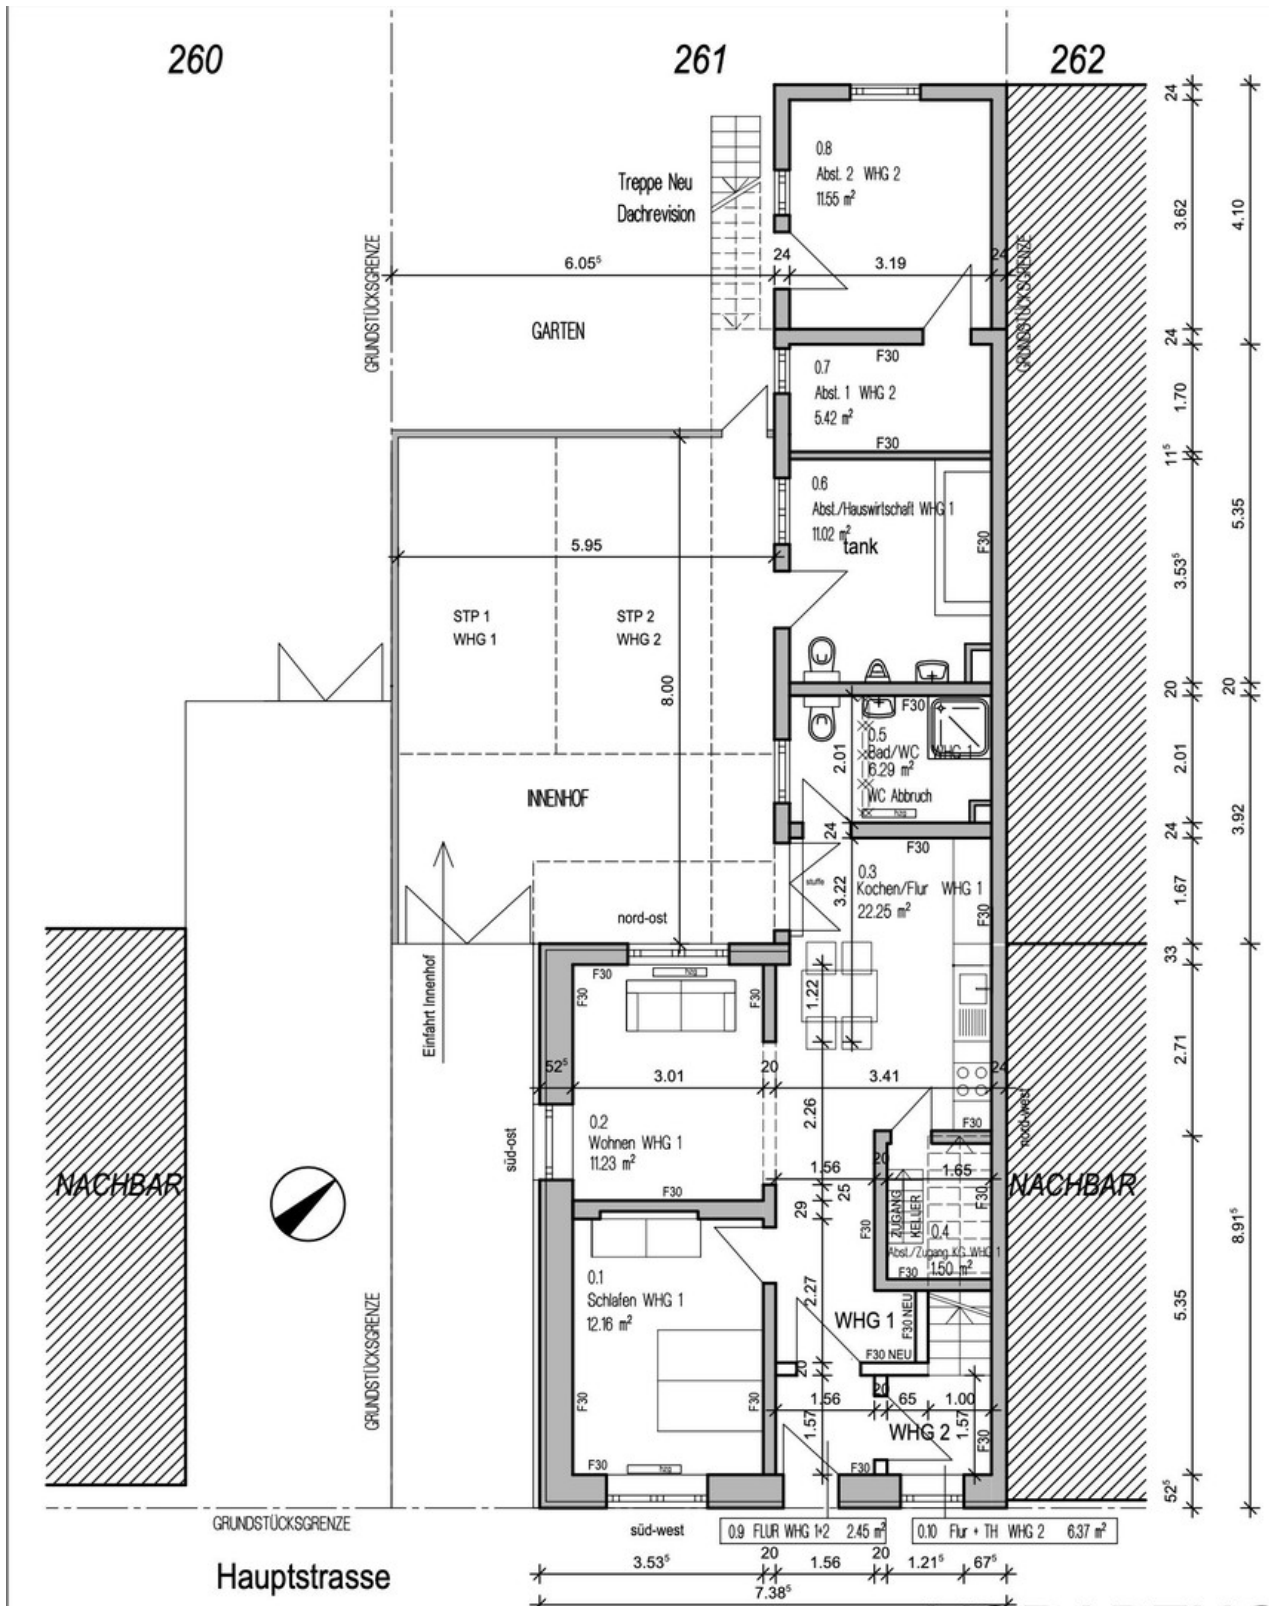 260
261
262
24
0.8
Abst. 2 WHG 2
11.55 m²
Treppe Neu
Dachrevision
3.62
4.10
GRUNDSTÜCKSGRENZE
6.05⁵
24
3.19
24
GRUNDSTÜCKSGRENZE
GARTEN
24
F30
0.7
Abst. 1 WHG 2
5.42 m²
1.70
F30
11⁵
0.6
Abst./Hauswirtschaft WHG 1
11.02 m²
tank
F30
5.35
5.95
3.53⁵
STP 1
WHG 1
STP 2
WHG 2
8.00
20
20
F30
0.5
Bad/WC WHG 1
6.29 m²
2.01
2.01
WC Abbruch
hzg
INNENHOF
3.92
24
24
F30
0.3
Kochen/Flur WHG 1
22.25 m²
stuffe
3.22
F30
1.67
nord-ost
33
Einfahrt Innenhof
F30
hzg
F30
F30
1.22
2.71
52⁵
3.01
20
3.41
24
nord-west
2.26
F30
0.2
Wohnen WHG 1
11.23 m²
süd-ost
1.56
20
1.65
NACHBAR
NACHBAR
F30
29
25
F30
ZUGANG
KELLER
F30
0.4
Abst./Zugang KG WHG 1
1.50 m²
F30
8.91⁵
0.1
Schlafen WHG 1
12.16 m²
2.27
WHG 1
F30 NEU
F30 NEU
5.35
GRUNDSTÜCKSGRENZE
20
20
F30
F30
1.56
65
1.00
1.57
1.57
WHG 2
F30
F30
hzg
F30
52⁵
GRUNDSTÜCKSGRENZE
süd-west
0.9 FLUR WHG 1+2 2.45 m²
0.10 Flur + TH WHG 2 6.37 m²
Hauptstrasse
3.53⁵
20
1.56
20
1.21⁵
67⁵
7.38⁵